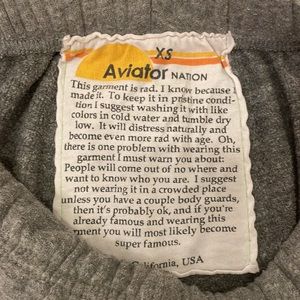 XS
Aviator NATION
This garment is rad. I know because I
made it. To keep it in pristine condi-
tion I suggest washing it with like
colors in cold water and tumble dry
low. It will distress naturally and
become even more rad with age. Oh,
there is one problem with wearing this
garment I must warn you about:
People will come out of no where and
want to know who you are. I suggest
not wearing it in a crowded place
unless you have a couple body guards,
then it's probably ok, and if you're
already famous and wearing this
you will most likely become
super famous.
California, USA